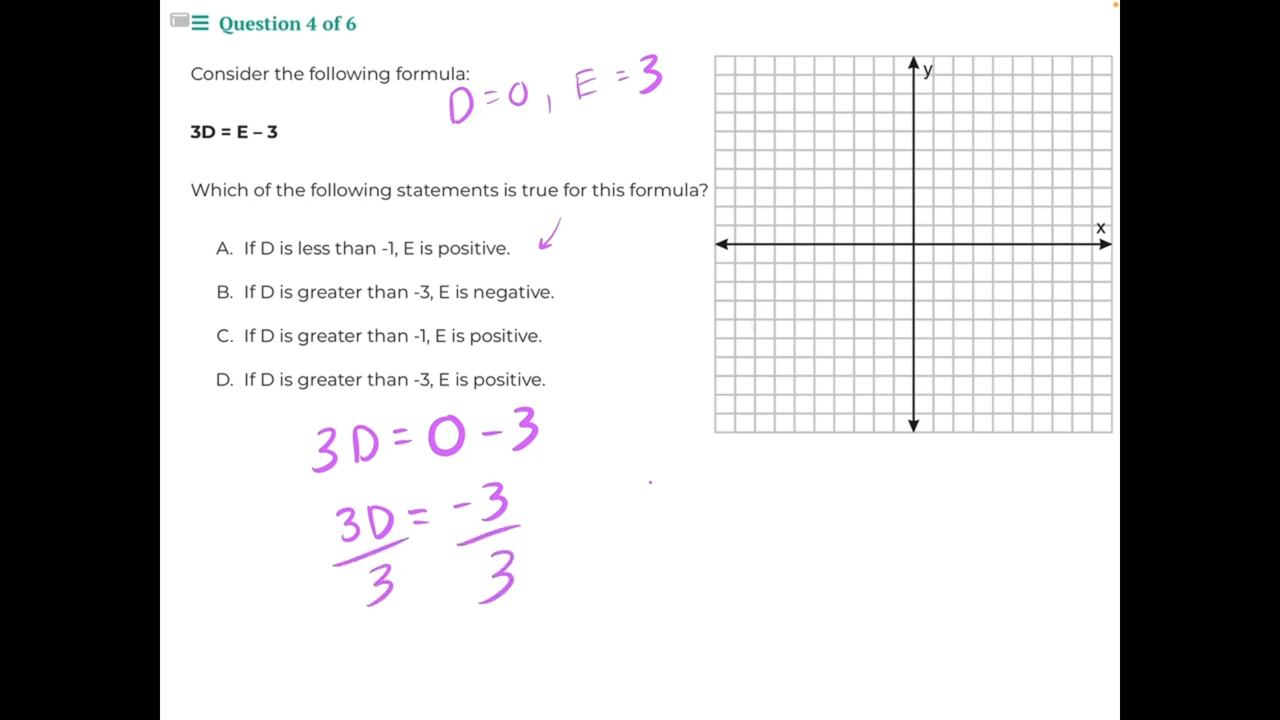 Question 4 of 6
Consider the following formula:
D = 0, E = 3
3D = E – 3
Which of the following statements is true for this formula?
A. If D is less than -1, E is positive.
B. If D is greater than -3, E is negative.
C. If D is greater than -1, E is positive.
D. If D is greater than -3, E is positive.
3D = 0 - 3
3D = -3
3 3
y
x